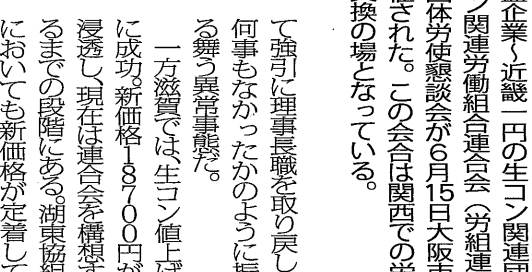 企業～近畿一円の生コン関連
関連労働組合連合会（労組連
体労使懇談会が6月15日大阪市
された。この会合は関西での
換の場となっている。
て強引に理事長職を取り戻し
何事もなかったかのように振
る舞う異常事態だ。
一方滋賀では、生コン値上げ
に成功。新価格18700円が
浸透し、現在は連合会を構想す
るまでの段階にある。湖東協組
においても新価格が定着して